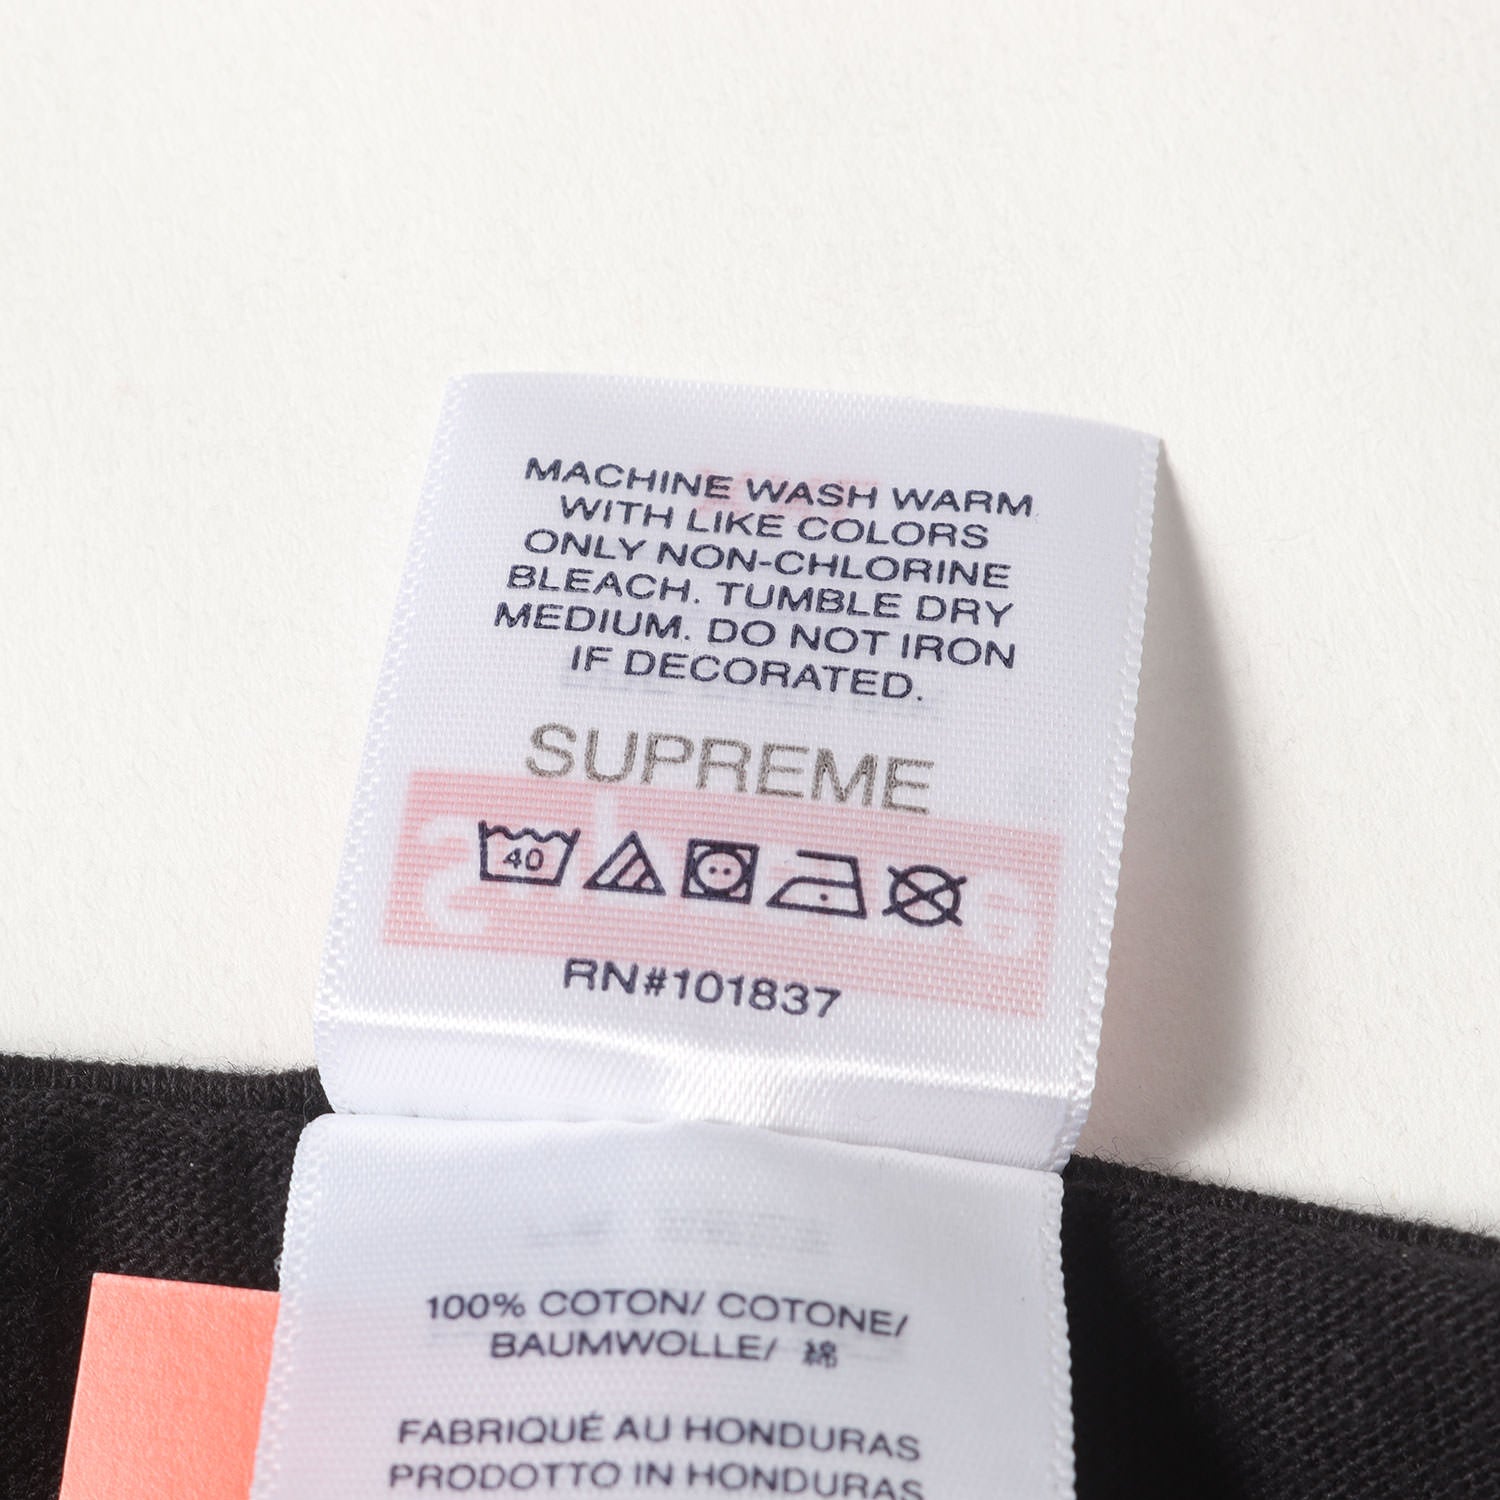 MACHINE WASH WARM
WITH LIKE COLORS
ONLY NON-CHLORINE
BLEACH. TUMBLE DRY
MEDIUM. DO NOT IRON
IF DECORATED.
SUPREME
40
RN#101837
100% COTON/ COTONE/
BAUMWOLLE/ 綿
FABRIQUÉ AU HONDURAS
PRODOTTO IN HONDURAS